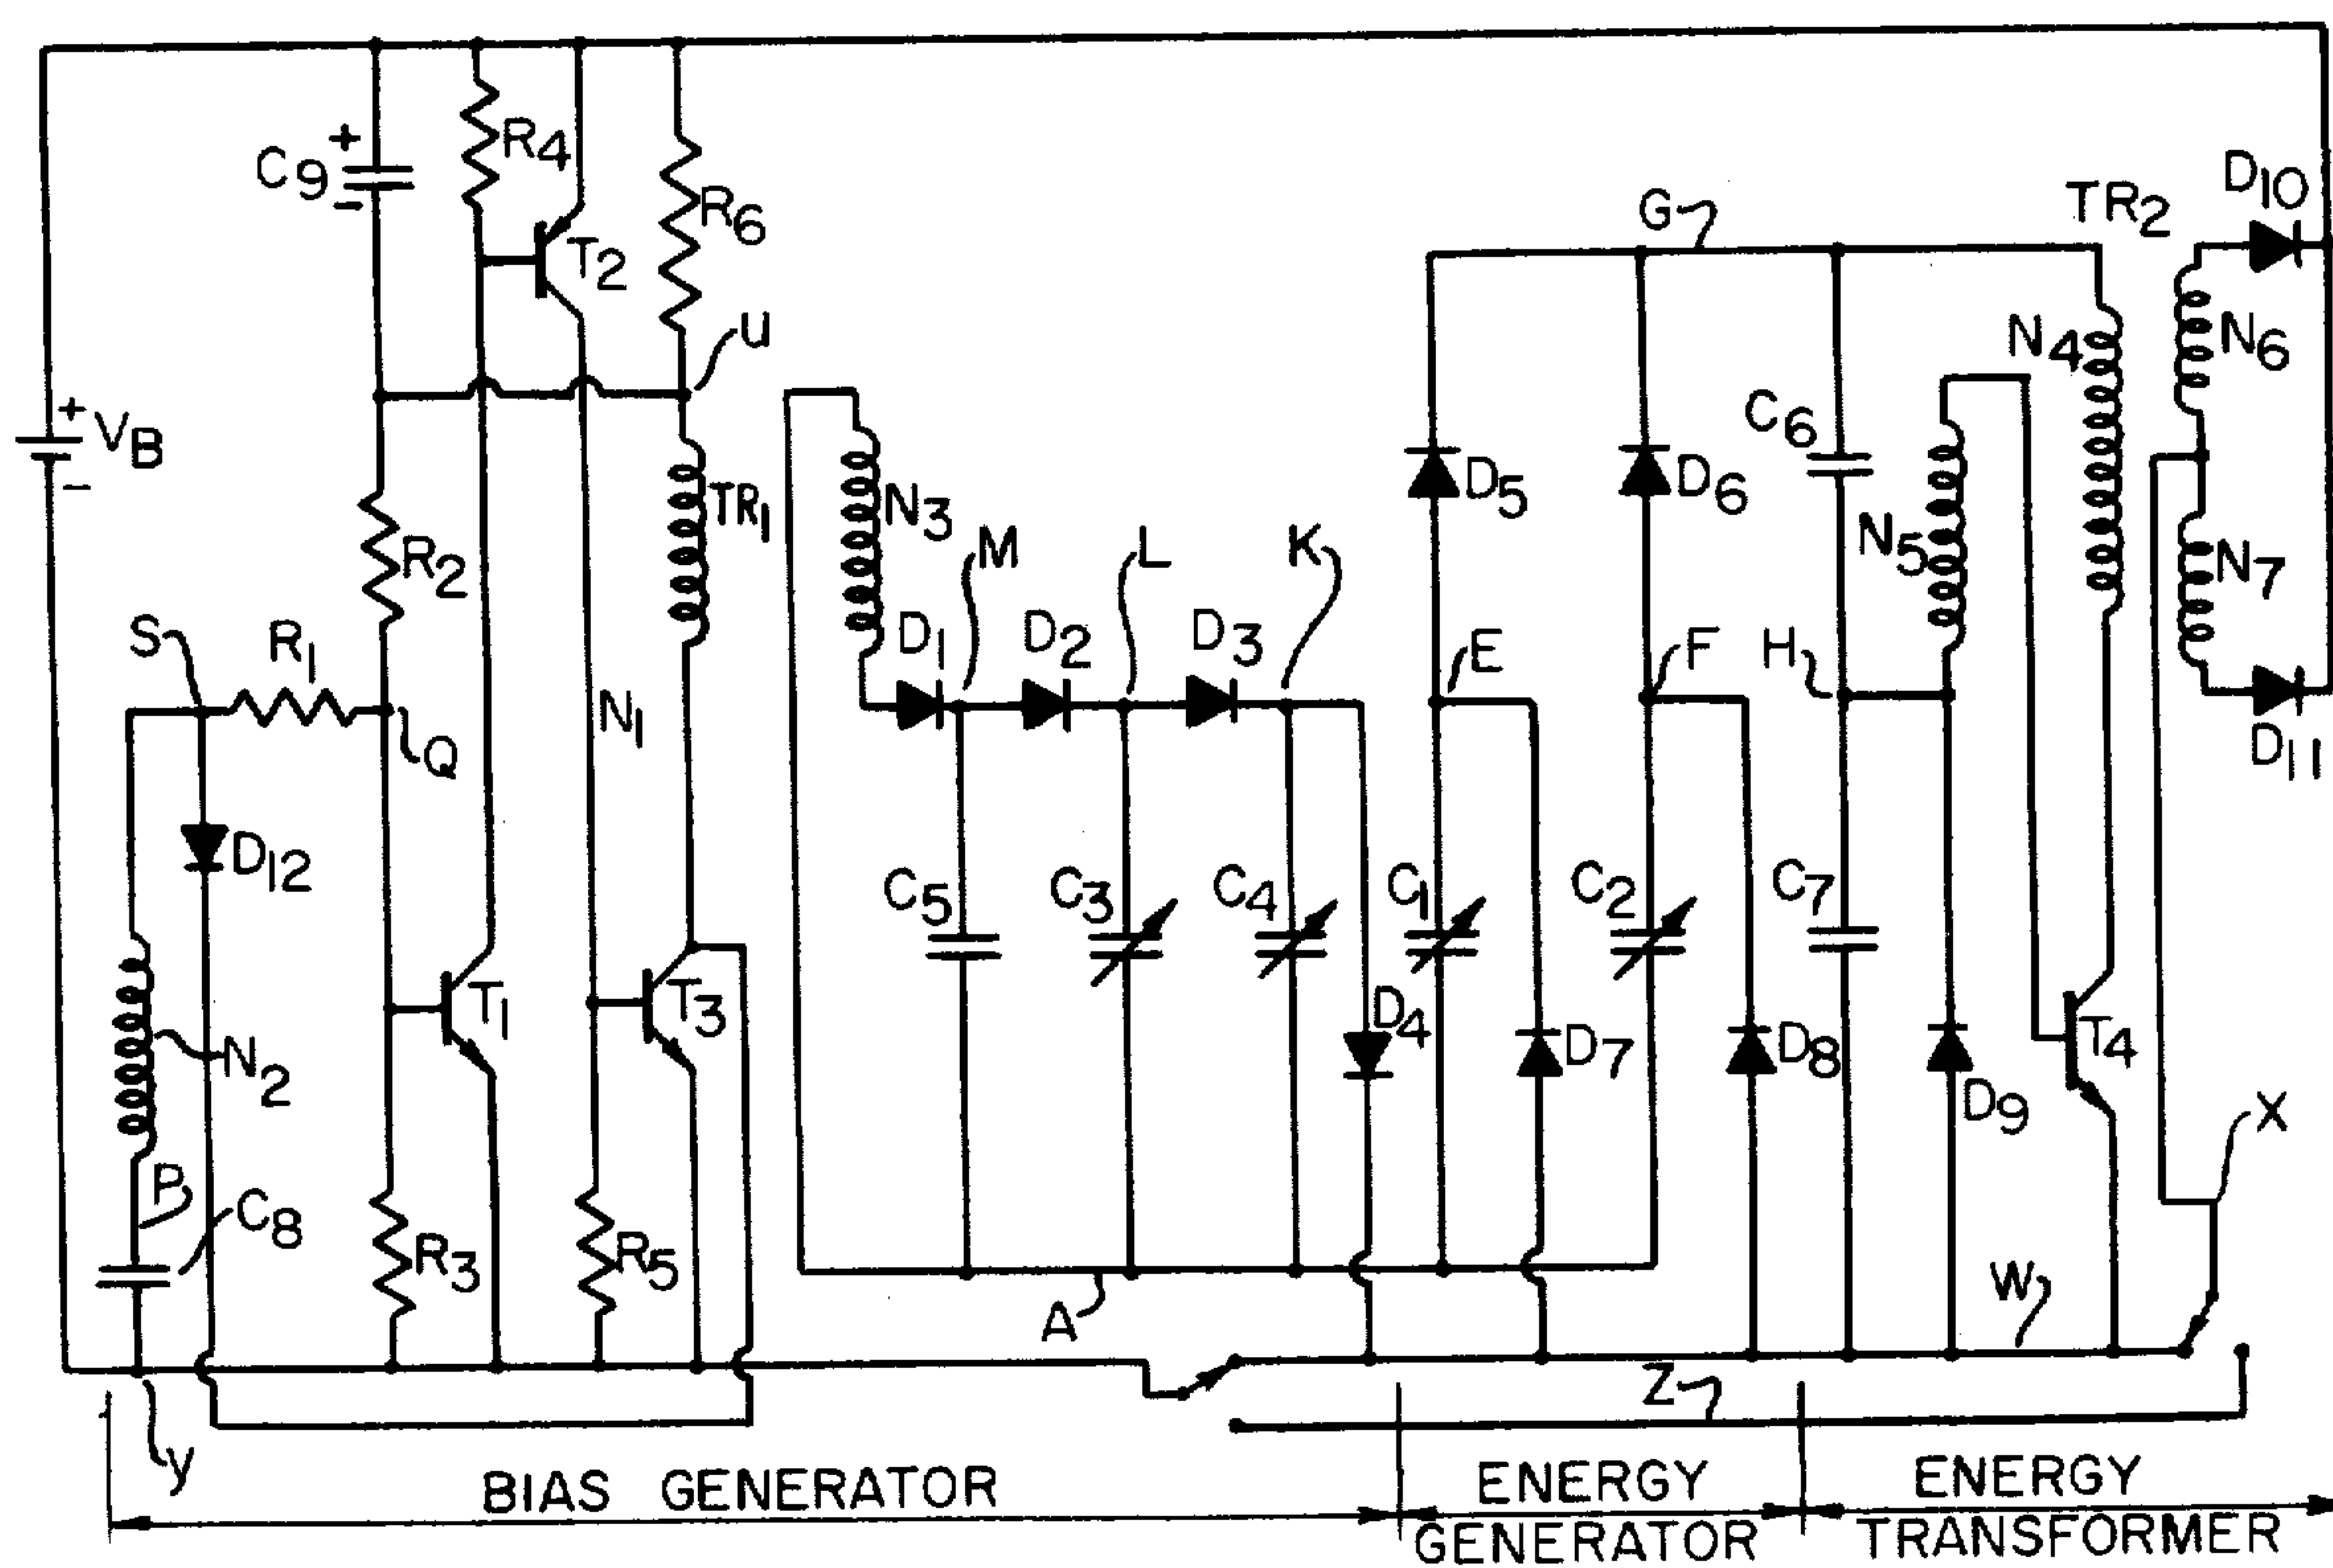 +
C9
-
R4
T2
R6
u
+
VB
-
R2
TR1
S
R1
Q
N1
D12
N2
T1
T3
P
C8
R3
R5
y
N3
M
L
K
D1
D2
D3
C5
C3
C4
D4
A
G
D5
D6
E
F
C1
C2
D7
D8
Z
TR2
D10
N4
N6
C6
N5
N7
H
D11
C7
T4
D9
X
W
BIAS GENERATOR
ENERGY
GENERATOR
ENERGY
TRANSFORMER